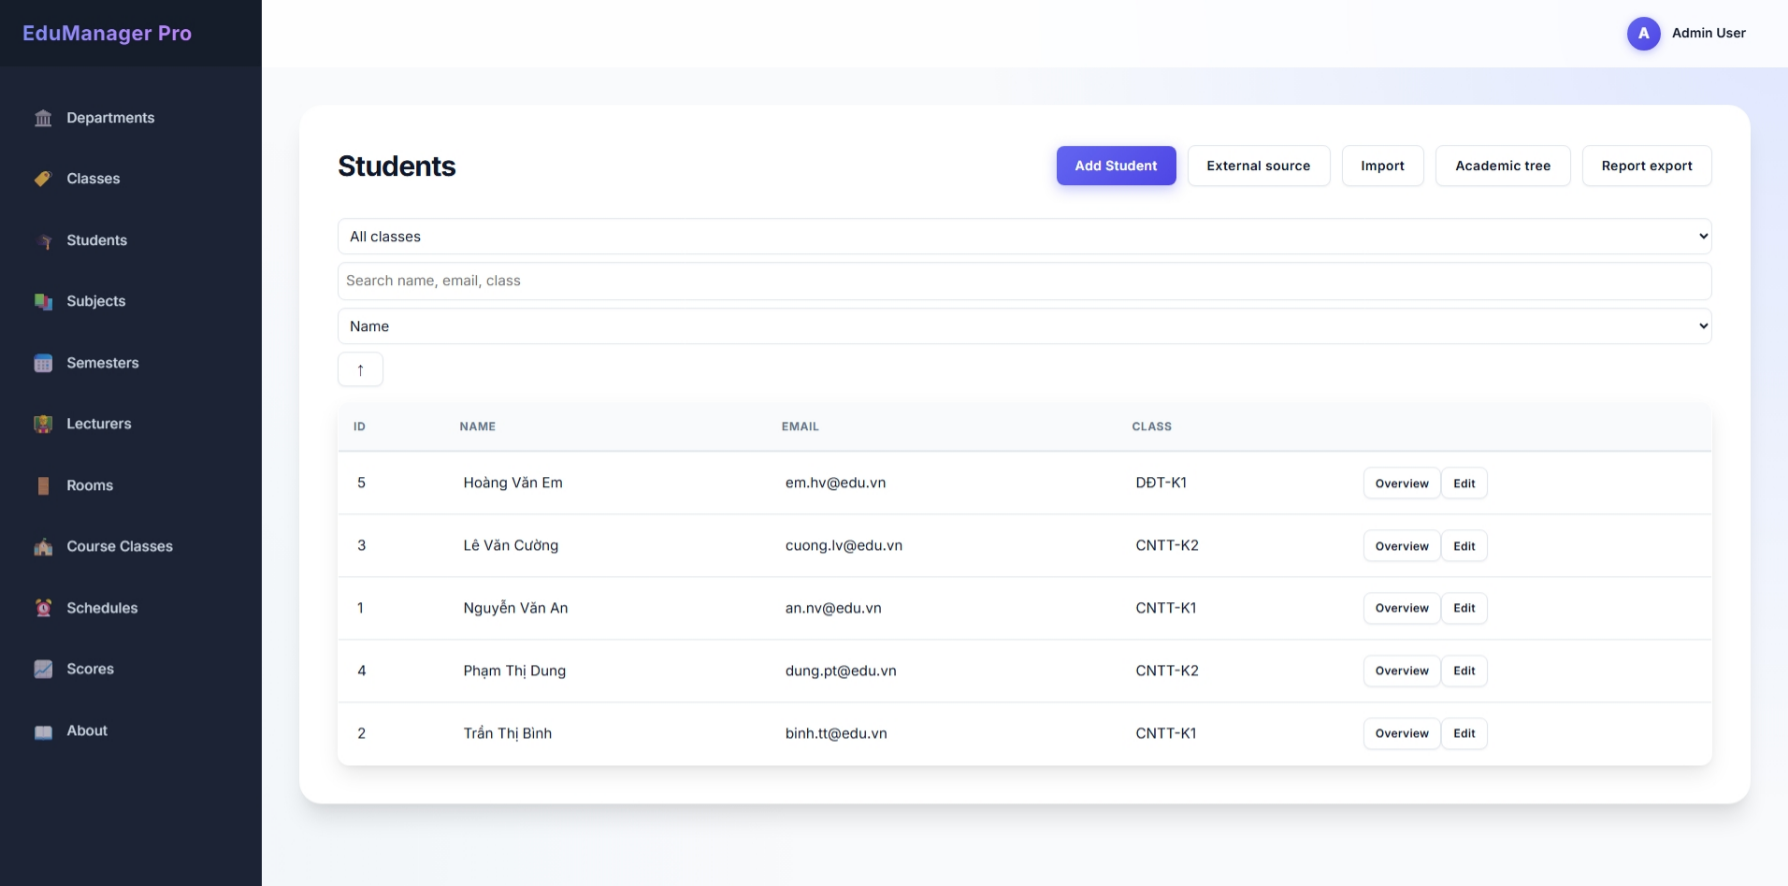 EduManager Pro
A Admin User
Departments
Classes
Students
Subjects
Semesters
Lecturers
Rooms
Course Classes
Schedules
Scores
About
Students
Add Student External source Import Academic tree Report export
All classes
Search name, email, class
Name
↑
ID NAME EMAIL CLASS
5 Hoàng Văn Em em.hv@edu.vn DĐT-K1 Overview Edit
3 Lê Văn Cường cuong.lv@edu.vn CNTT-K2 Overview Edit
1 Nguyễn Văn An an.nv@edu.vn CNTT-K1 Overview Edit
4 Phạm Thị Dung dung.pt@edu.vn CNTT-K2 Overview Edit
2 Trần Thị Bình binh.tt@edu.vn CNTT-K1 Overview Edit